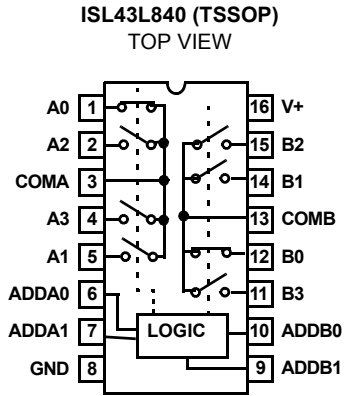 ISL43L840 (TSSOP)
TOP VIEW
A0 1 16 V+
A2 2 15 B2
COMA 3 14 B1
A3 4 13 COMB
A1 5 12 B0
ADDA0 6 11 B3
ADDA1 7 LOGIC 10 ADDB0
GND 8 9 ADDB1